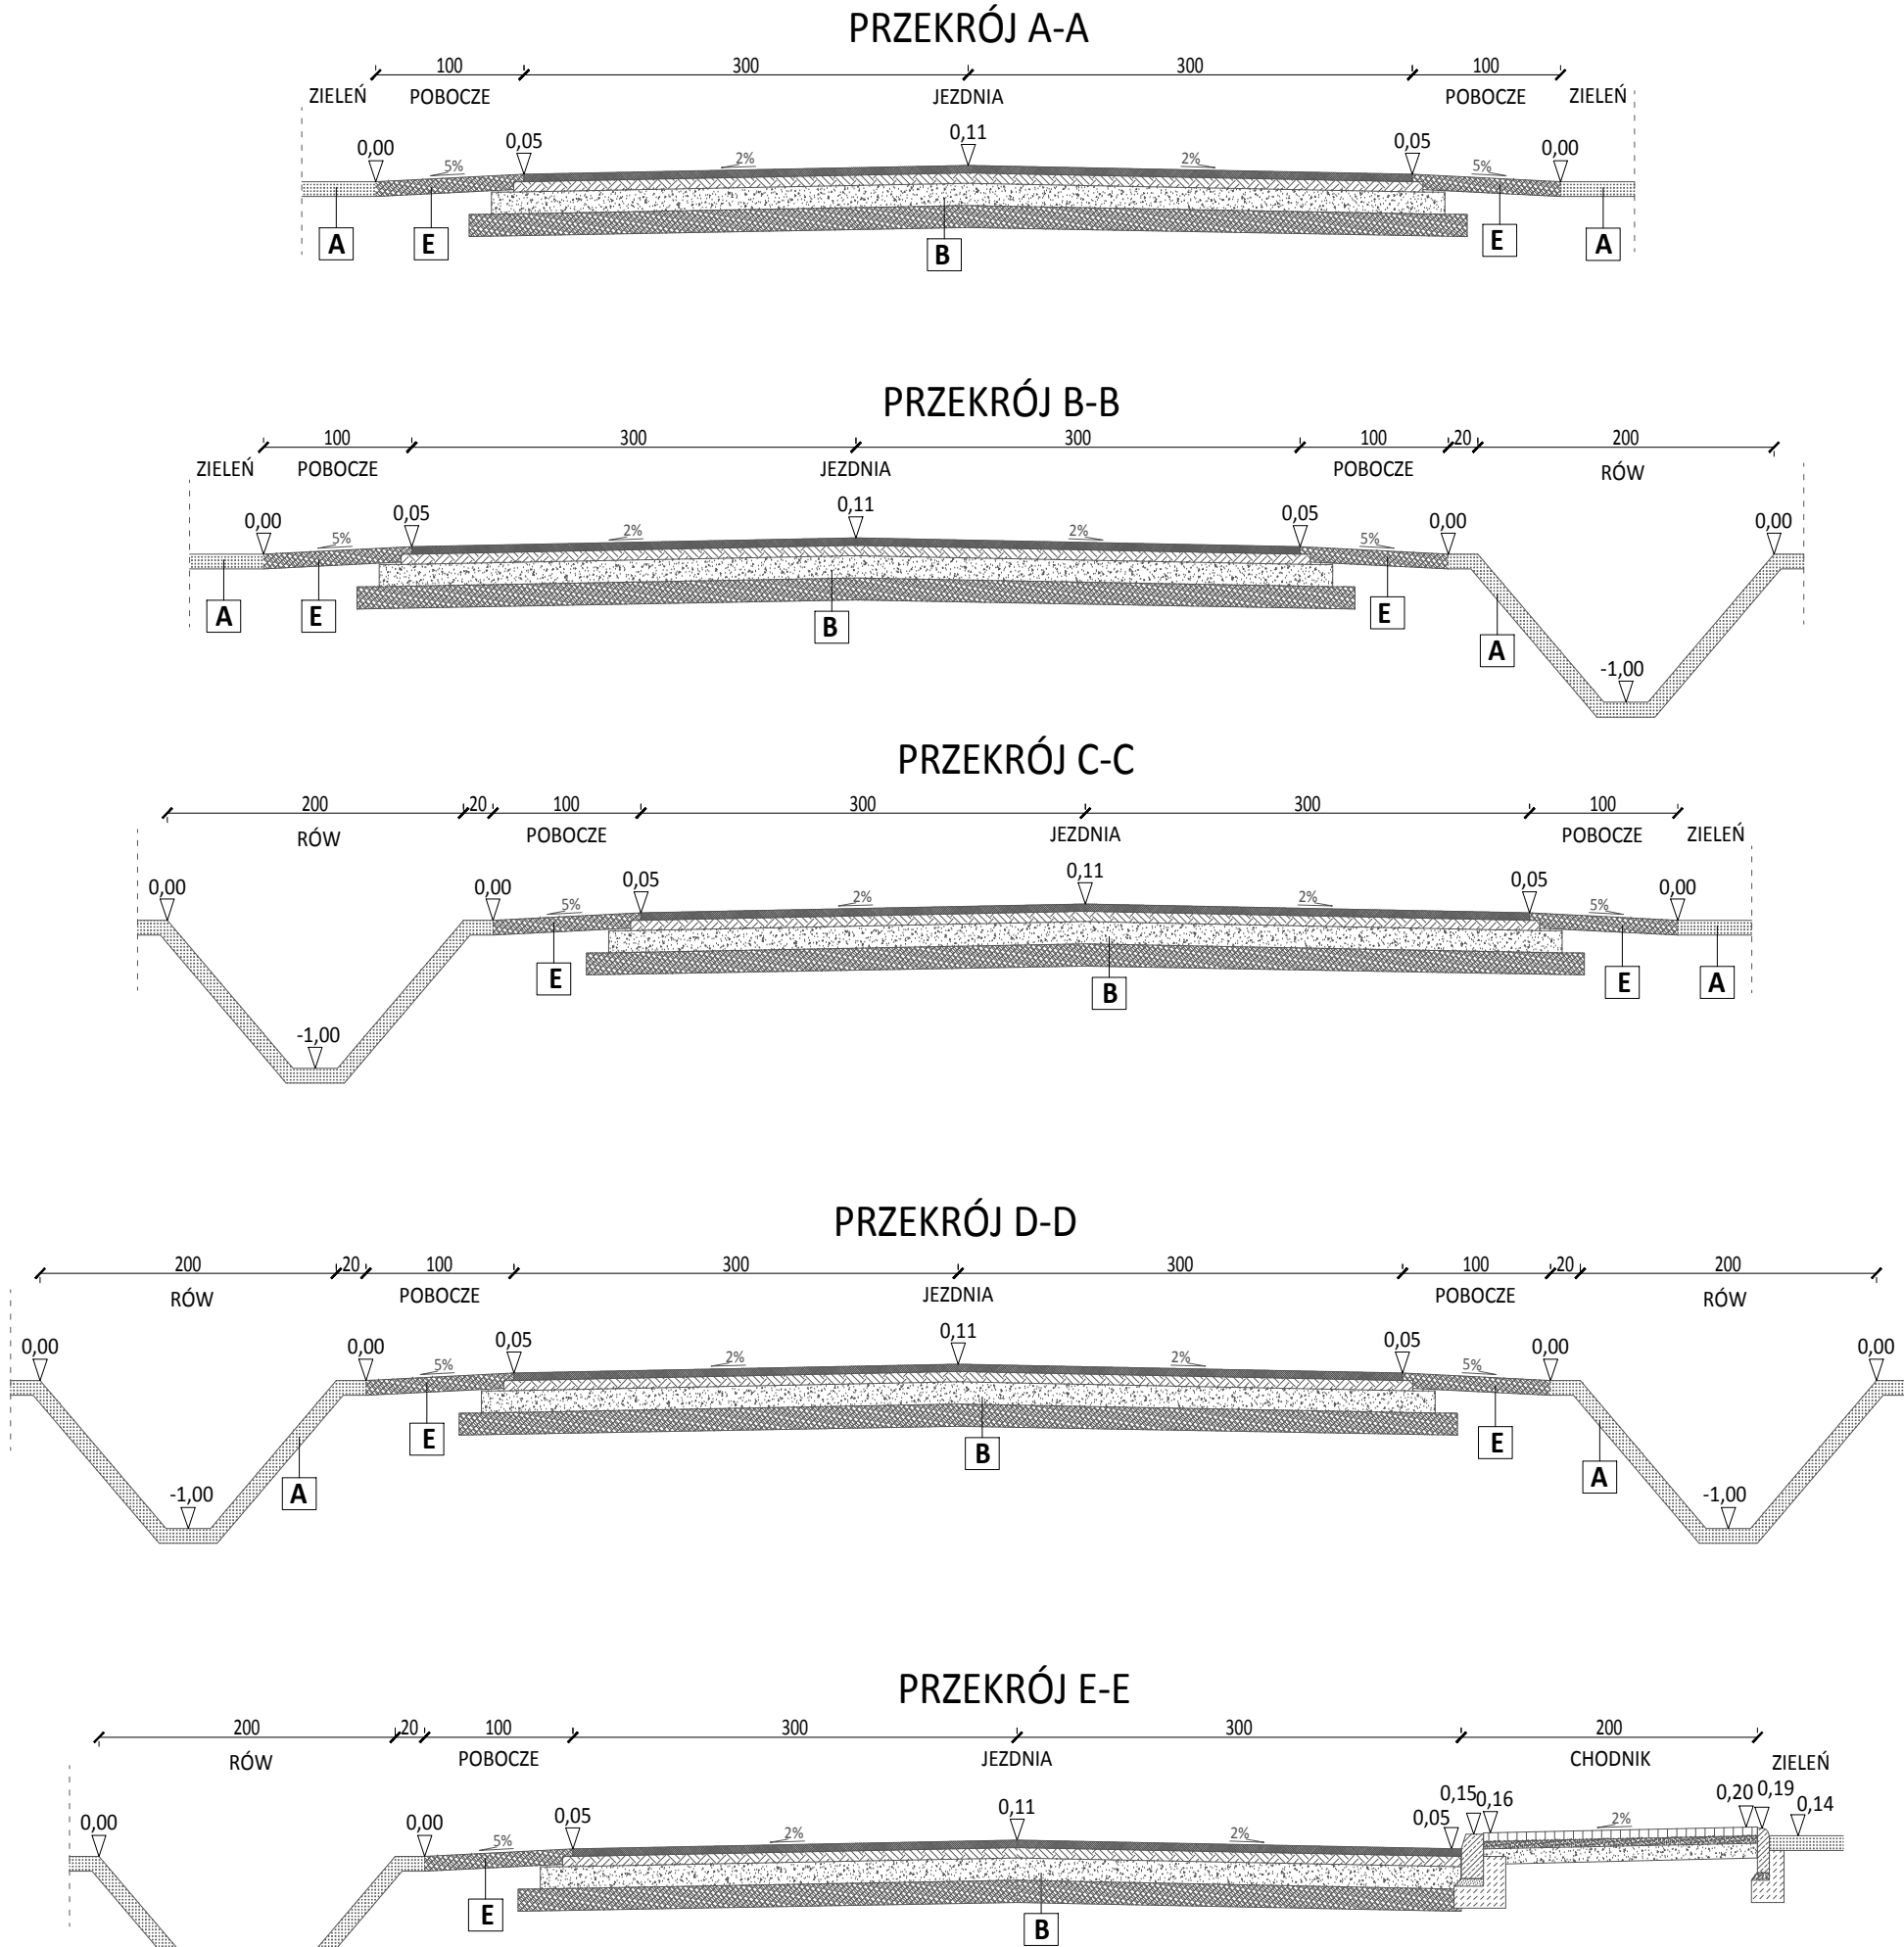 PRZEKRÓJ A-A
100 300 300 100
ZIELEŃ POBOCZE JEZDNIA POBOCZE ZIELEŃ
0,00 0,05 0,11 0,05 0,00
5% 2% 2% 5%
A E B E A
PRZEKRÓJ B-B
100 300 300 100 20 200
ZIELEŃ POBOCZE JEZDNIA POBOCZE RÓW
0,00 0,05 0,11 0,05 0,00 0,00
5% 2% 2% 5%
A E B E A
-1,00
PRZEKRÓJ C-C
200 20 100 300 300 100
RÓW POBOCZE JEZDNIA POBOCZE ZIELEŃ
0,00 0,00 0,05 0,11 0,05 0,00
5% 2% 2% 5%
E B E A
-1,00
PRZEKRÓJ D-D
200 20 100 300 300 100 20 200
RÓW POBOCZE JEZDNIA POBOCZE RÓW
0,00 0,00 0,05 0,11 0,05 0,00 0,00
5% 2% 2% 5%
E B E
A A
-1,00 -1,00
PRZEKRÓJ E-E
200 20 100 300 300 200
RÓW POBOCZE JEZDNIA CHODNIK ZIELEŃ
0,00 0,00 0,05 0,11 0,05 0,15 0,16 0,20 0,19 0,14
5% 2% 2% 2%
E B